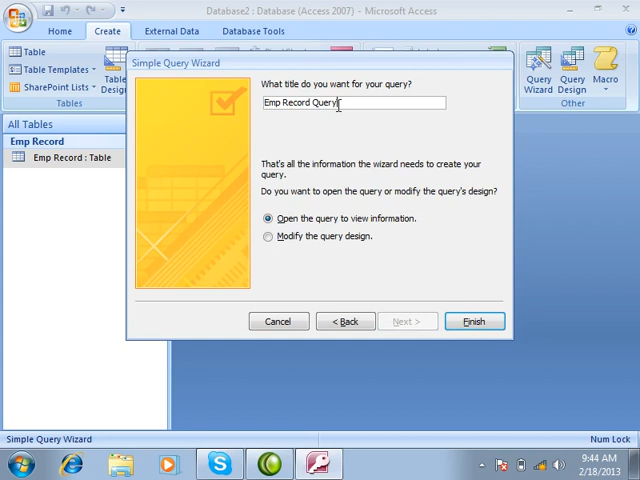 Database2 : Database (Access 2007) - Microsoft Access
Home Create External Data Database Tools
Table
Table Templates
SharePoint Lists
Table
Design
Tables
Query
Wizard
Query
Design
Macro
Other
All Tables
Emp Record
Emp Record : Table
Simple Query Wizard
What title do you want for your query?
Emp Record Query
That's all the information the wizard needs to create your
query.
Do you want to open the query or modify the query's design?
Open the query to view information.
Modify the query design.
Cancel < Back Next > Finish
Simple Query Wizard Num Lock
9:44 AM
2/18/2013